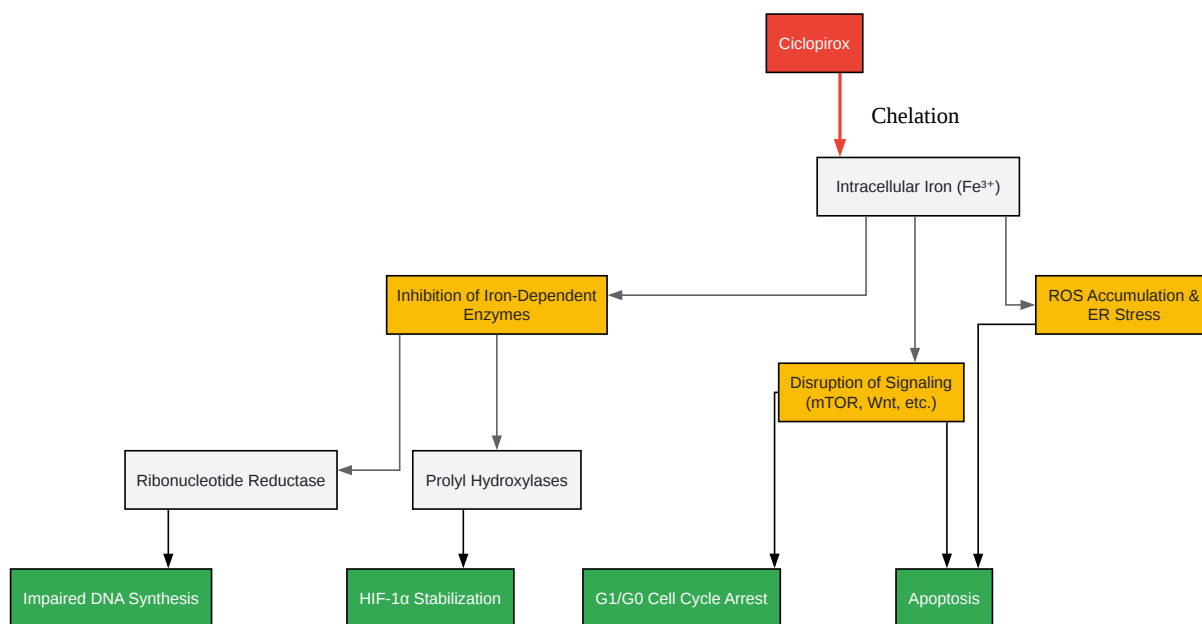 Ciclopirox
Chelation
Intracellular Iron (Fe³⁺)
Inhibition of Iron-Dependent
Enzymes
ROS Accumulation &
ER Stress
Disruption of Signaling
(mTOR, Wnt, etc.)
Ribonucleotide Reductase
Prolyl Hydroxylases
Impaired DNA Synthesis
HIF-1α Stabilization
G1/G0 Cell Cycle Arrest
Apoptosis